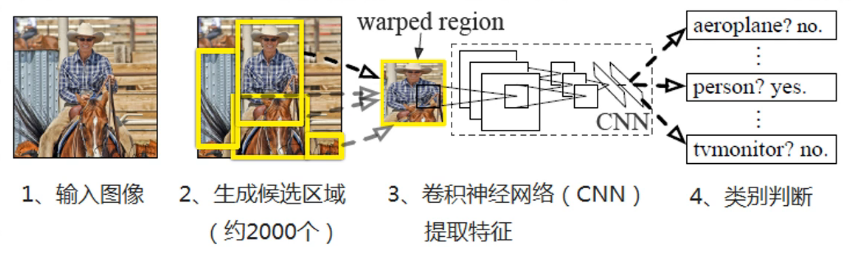 warped region
aeroplane? no.
person? yes.
CNN
tvmonitor? no.
1、输入图像
2、生成候选区域
（约2000个）
3、卷积神经网络（CNN）
提取特征
4、类别判断